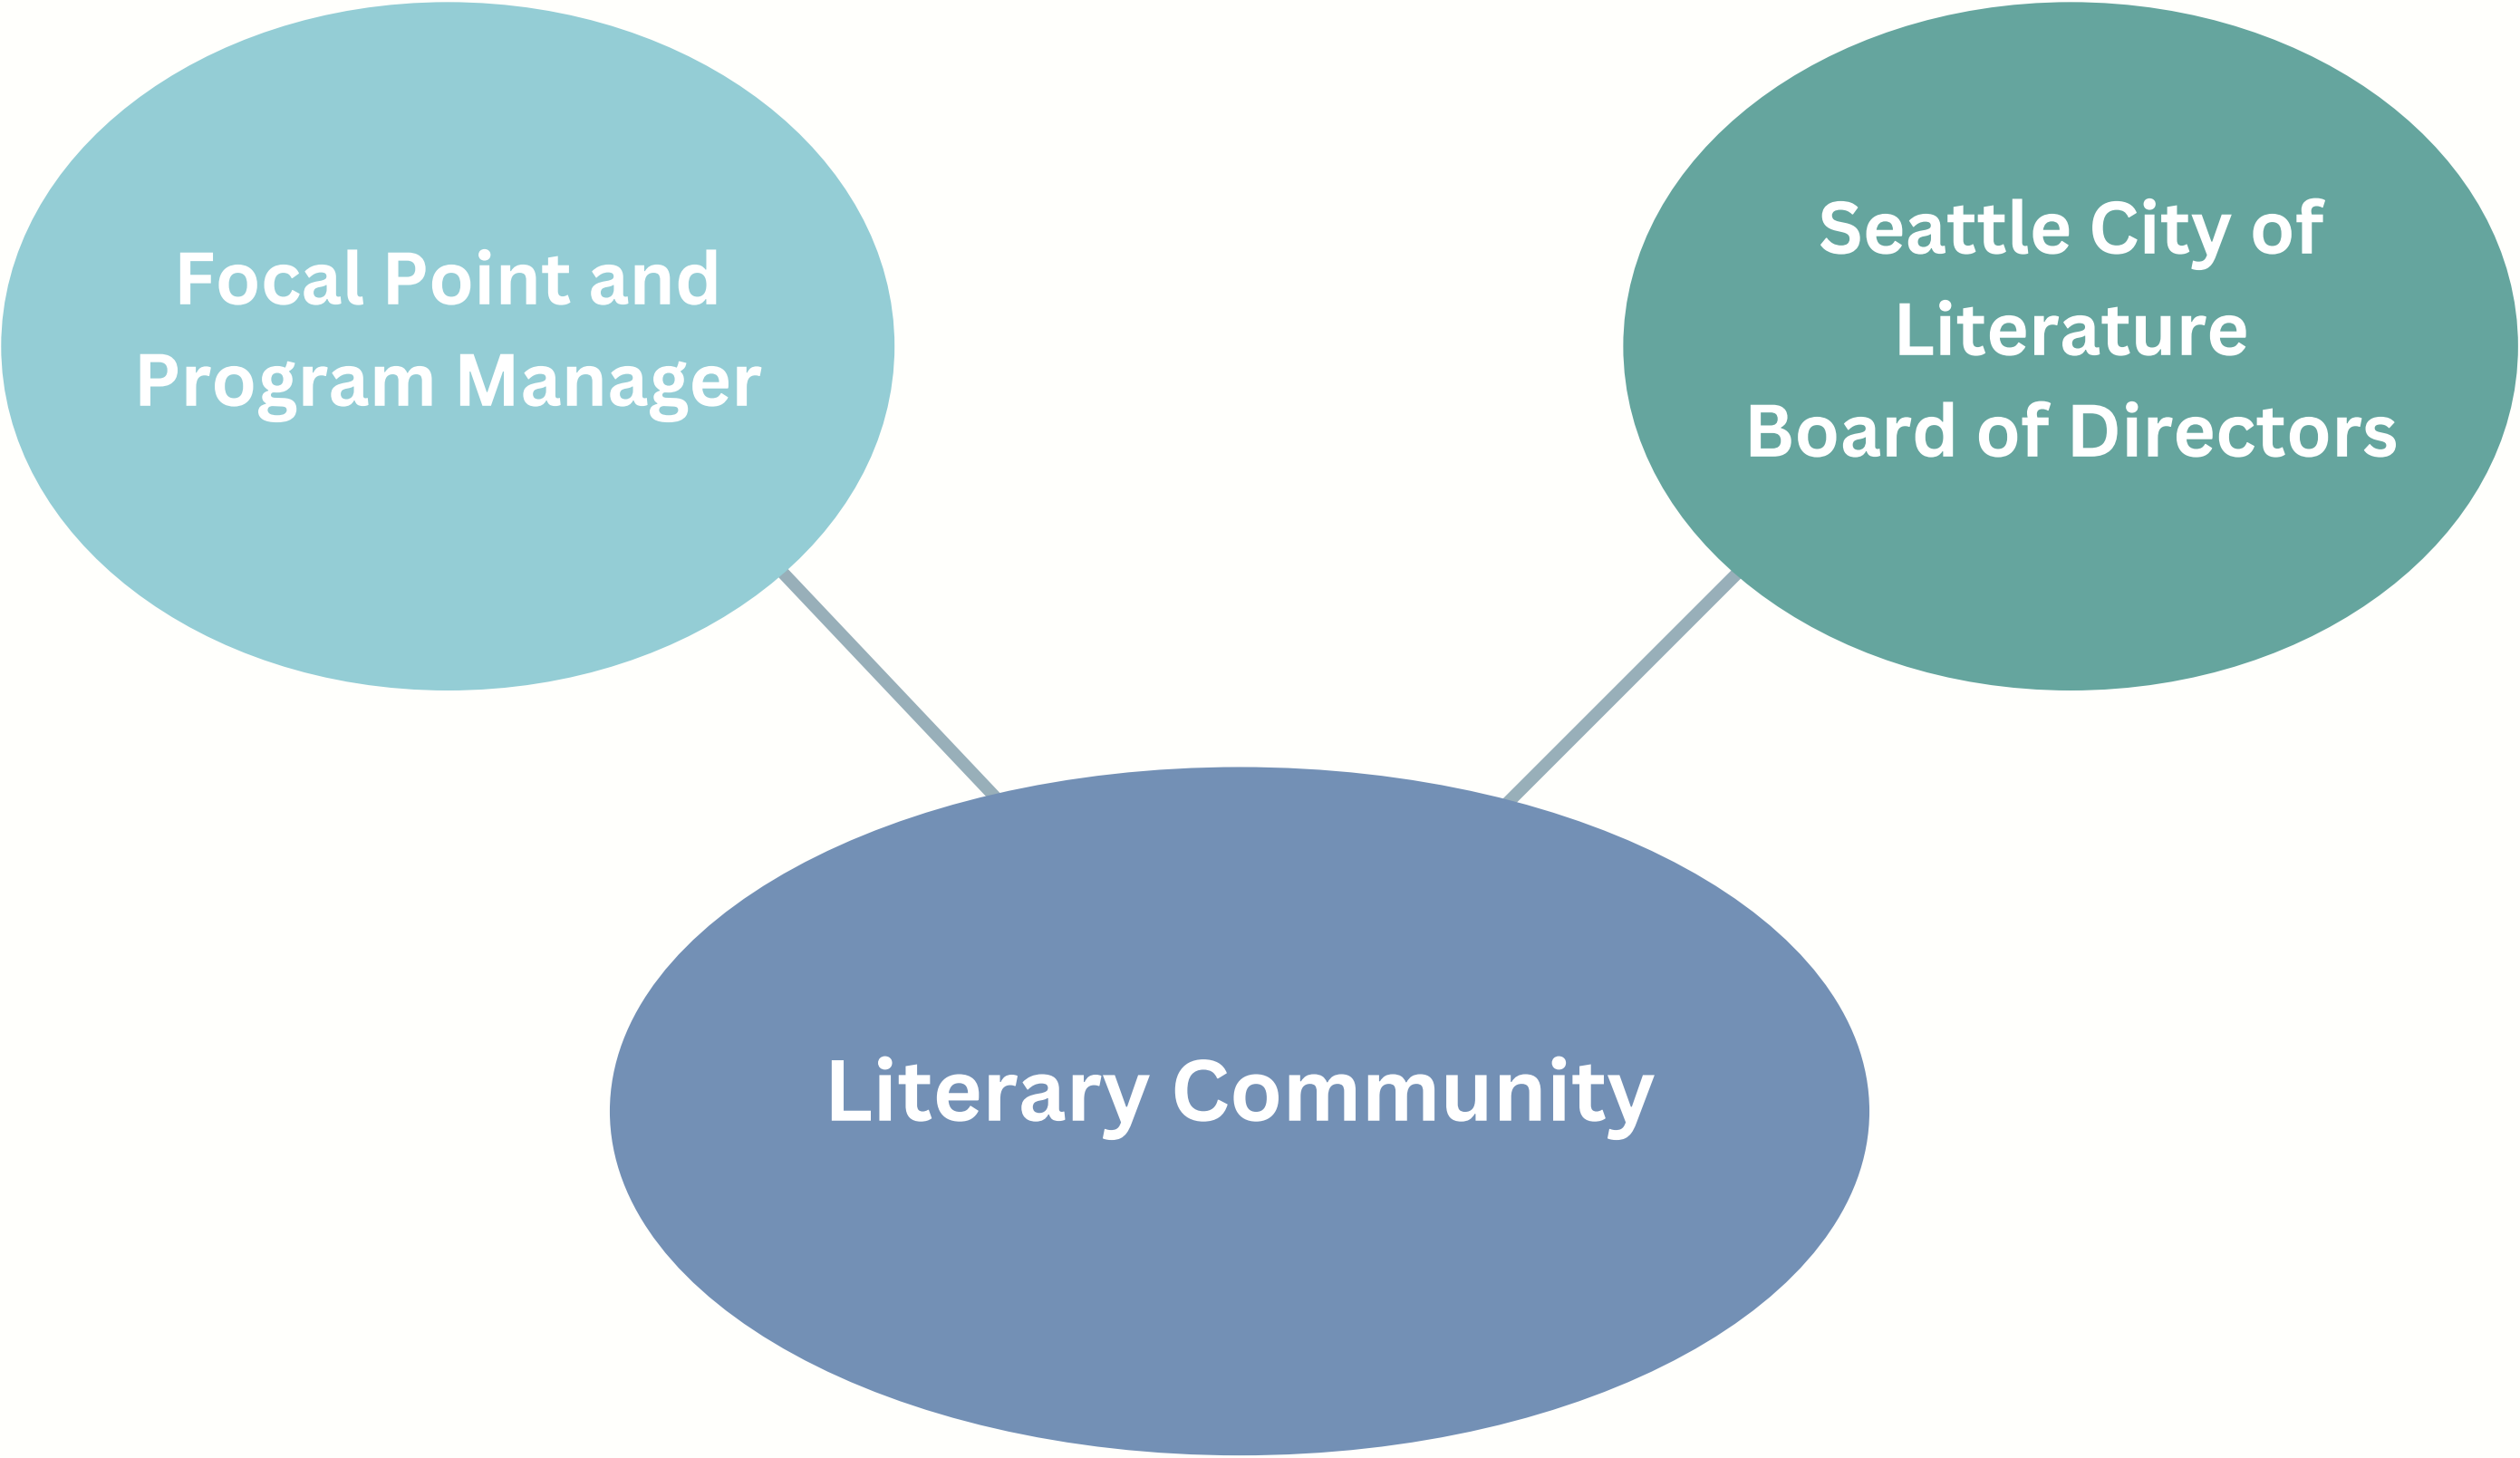 Focal Point and
Program Manager
Seattle City of
Literature
Board of Directors
Literary Community